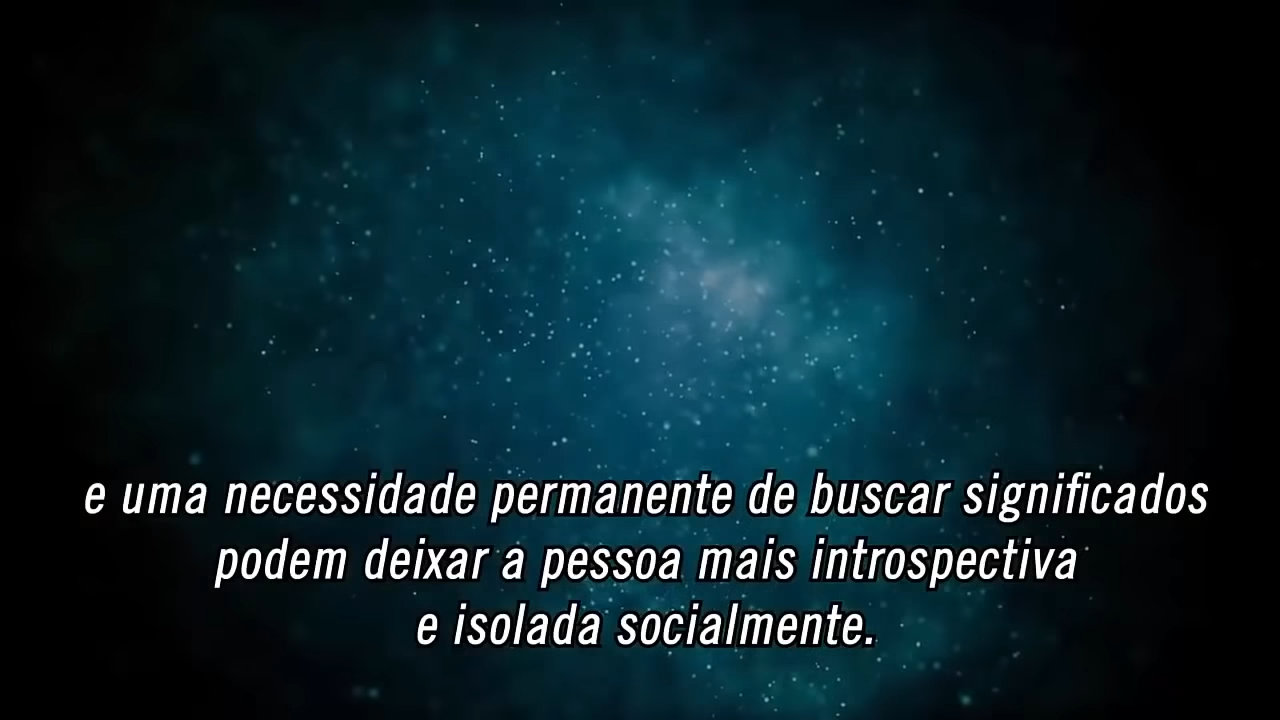 e uma necessidade permanente de buscar significados
podem deixar a pessoa mais introspectiva
e isolada socialmente.